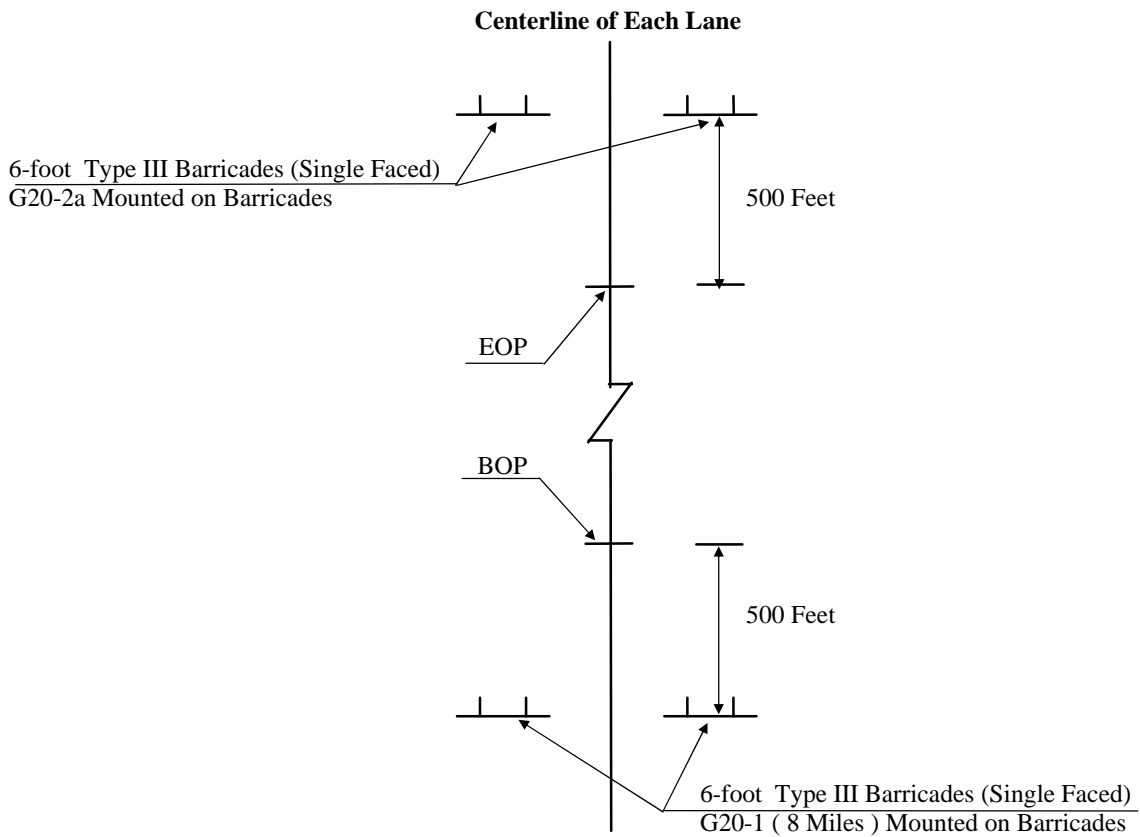 Centerline of Each Lane
6-foot Type III Barricades (Single Faced)
G20-2a Mounted on Barricades
500 Feet
EOP
BOP
500 Feet
6-foot Type III Barricades (Single Faced)
G20-1 ( 8 Miles ) Mounted on Barricades